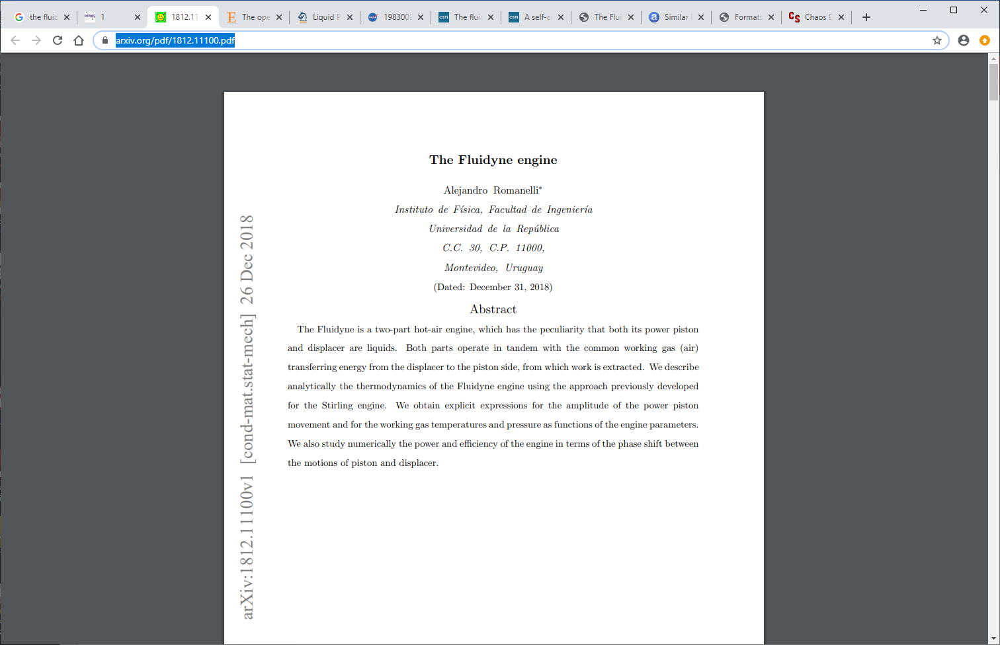 the fluid
1
1812.11
The ope
Liquid P
198300
The flui
A self-c
The Flui
Similar
Formats
Chaos D
arxiv.org/pdf/1812.11100.pdf
The Fluidyne engine
Alejandro Romanelli*
Instituto de Física, Facultad de Ingeniería
Universidad de la República
C.C. 30, C.P. 11000,
Montevideo, Uruguay
(Dated: December 31, 2018)
Abstract
The Fluidyne is a two-part hot-air engine, which has the peculiarity that both its power piston
and displacer are liquids. Both parts operate in tandem with the common working gas (air)
transferring energy from the displacer to the piston side, from which work is extracted. We describe
analytically the thermodynamics of the Fluidyne engine using the approach previously developed
for the Stirling engine. We obtain explicit expressions for the amplitude of the power piston
movement and for the working gas temperatures and pressure as functions of the engine parameters.
We also study numerically the power and efficiency of the engine in terms of the phase shift between
the motions of piston and displacer.
arXiv:1812.11100v1 [cond-mat.stat-mech] 26 Dec 2018